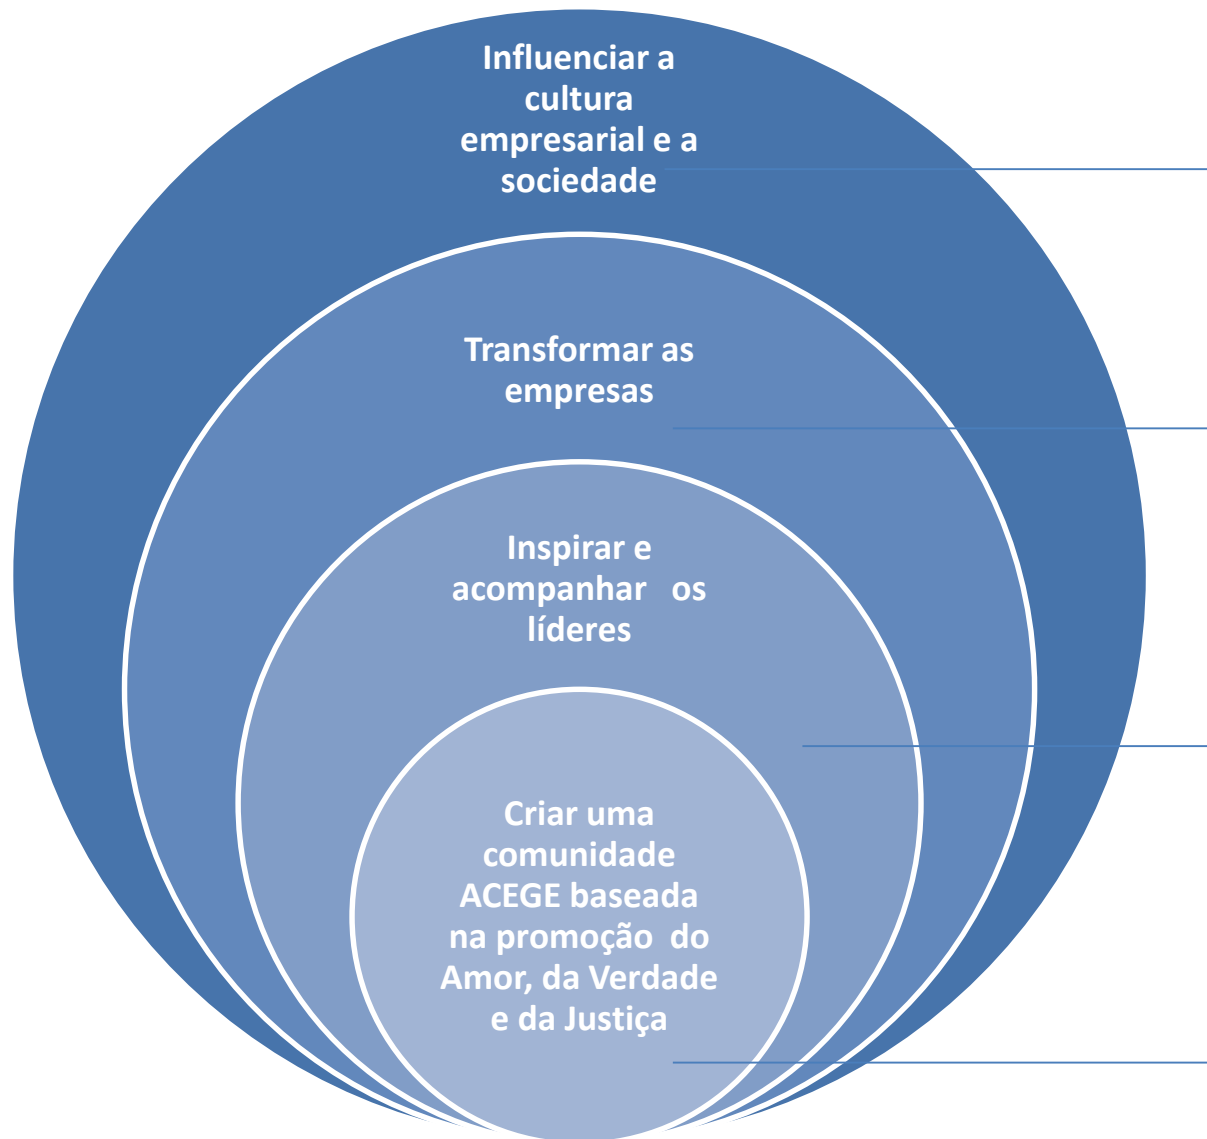 Influenciar a
cultura
empresarial e a
sociedade
Transformar as
empresas
Inspirar e
acompanhar os
líderes
Criar uma
comunidade
ACEGE baseada
na promoção do
Amor, da Verdade
e da Justiça